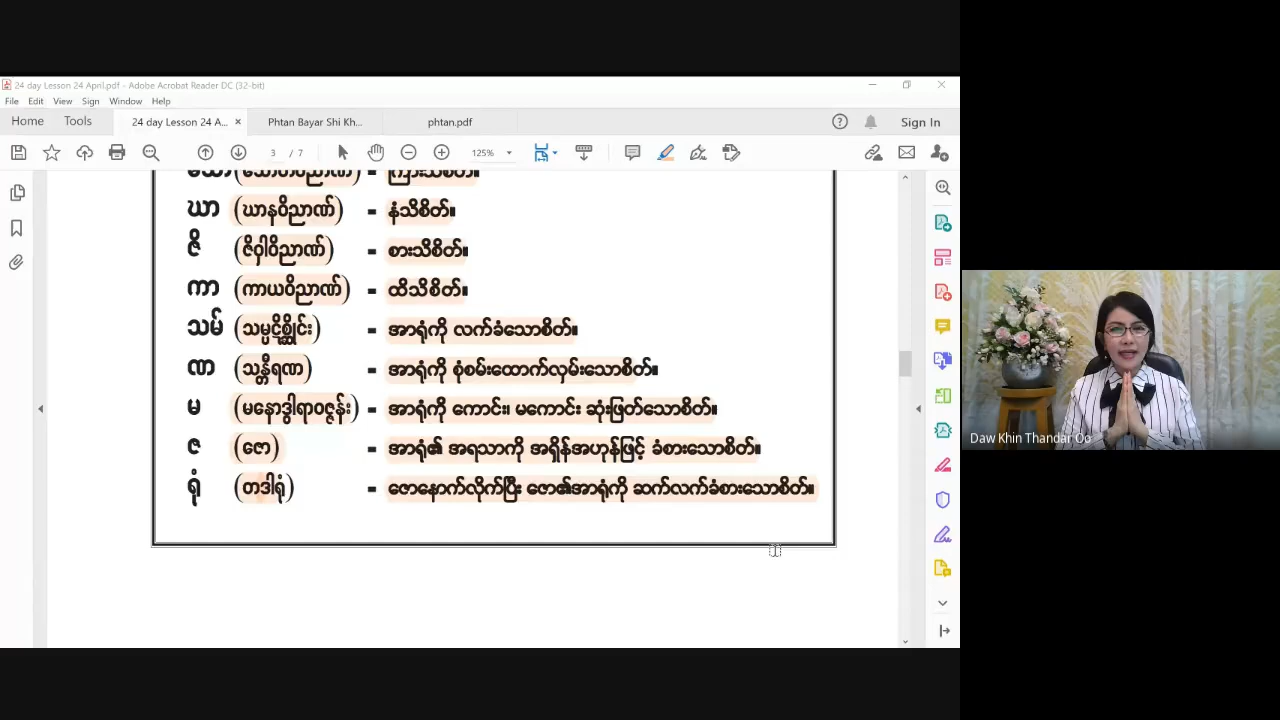 24 day Lesson 24 April.pdf - Adobe Acrobat Reader DC (32-bit)
File Edit View Sign Window Help
Home Tools 24 day Lesson 24 A... × Phtan Bayar Shi Kh... phtan.pdf Sign In
3 / 7 125%
ဃာ (ဃာနဝိညာဏ်) = နံသိစိတ်။
ဇိ (ဇိဝှါဝိညာဏ်) = စားသိစိတ်။
ကာ (ကာယဝိညာဏ်) = ထိသိစိတ်။
သမ် (သမ္ပဋိစ္ဆိုင်း) = အာရုံကို လက်ခံသောစိတ်။
ဏ (သန္တီရဏ) = အာရုံကို စုံစမ်းထောက်လှမ်းသောစိတ်။
မ (မနောဒွါရာဝဇ္ဇန်း) = အာရုံကို ကောင်း၊ မကောင်း ဆုံးဖြတ်သောစိတ်။
ဇ (ဇော) = အာရုံ၏ အရသာကို အရှိန်အဟုန်ဖြင့် ခံစားသောစိတ်။
ရုံ (တဒါရုံ) = ဇောနောက်လိုက်ပြီး ဇော၏အာရုံကို ဆက်လက်ခံစားသောစိတ်။
Daw Khin Thandar Oo